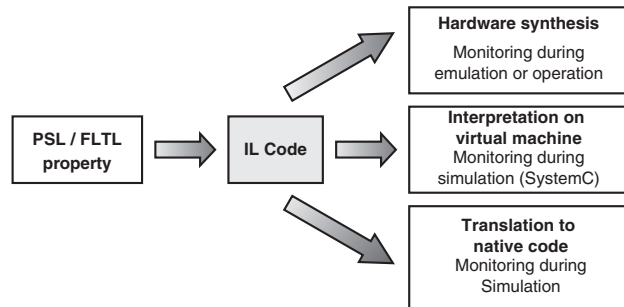 PSL / FLTL
property
IL Code
Hardware synthesis
Monitoring during
emulation or operation
Interpretation on
virtual machine
Monitoring during
simulation (SystemC)
Translation to
native code
Monitoring during
Simulation